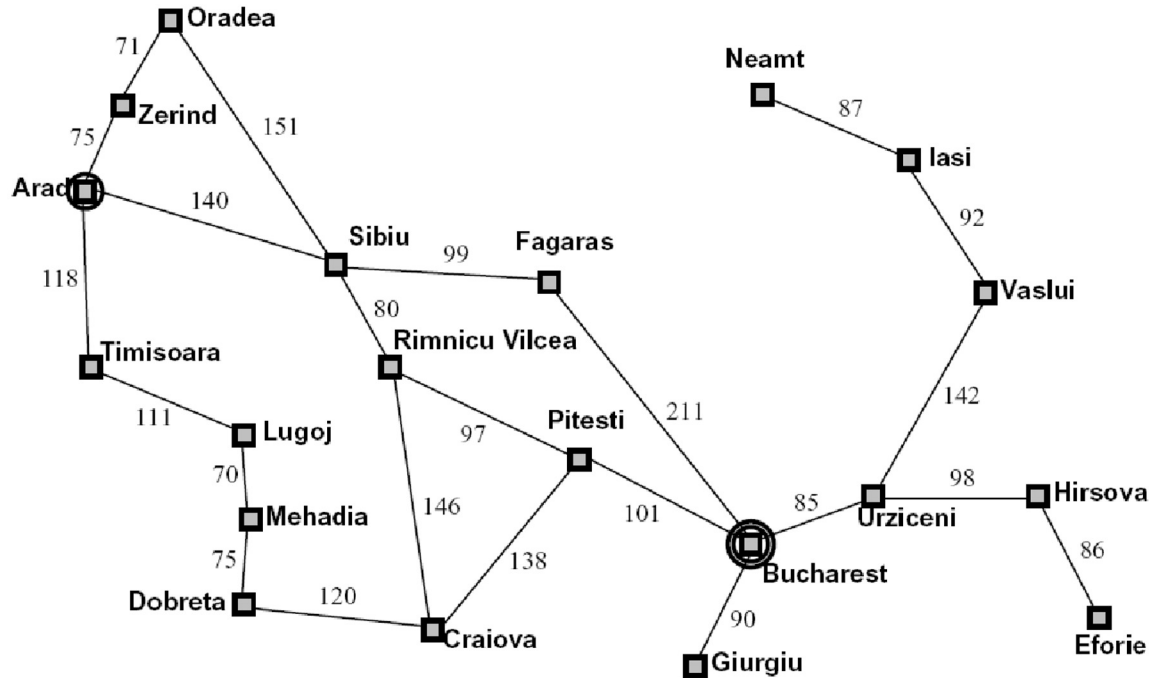 Oradea
71
Neamt
Zerind
87
75
151
Iasi
Arad
140
92
Sibiu
99
Fagaras
118
80
Vaslui
Timisoara
Rimnicu Vilcea
142
111
211
Lugoj
97
Pitesti
70
98
Mehadia
146
101
85
Urziceni
Hirsova
75
138
86
Bucharest
Dobreta
120
90
Craiova
Eforie
Giurgiu